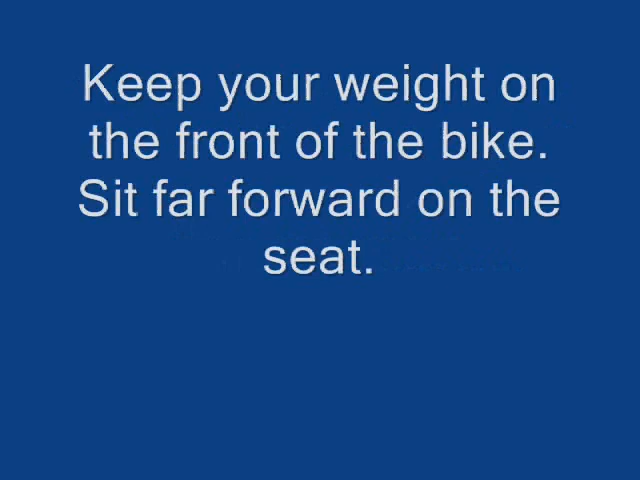 Keep your weight on
the front of the bike.
Sit far forward on the
seat.